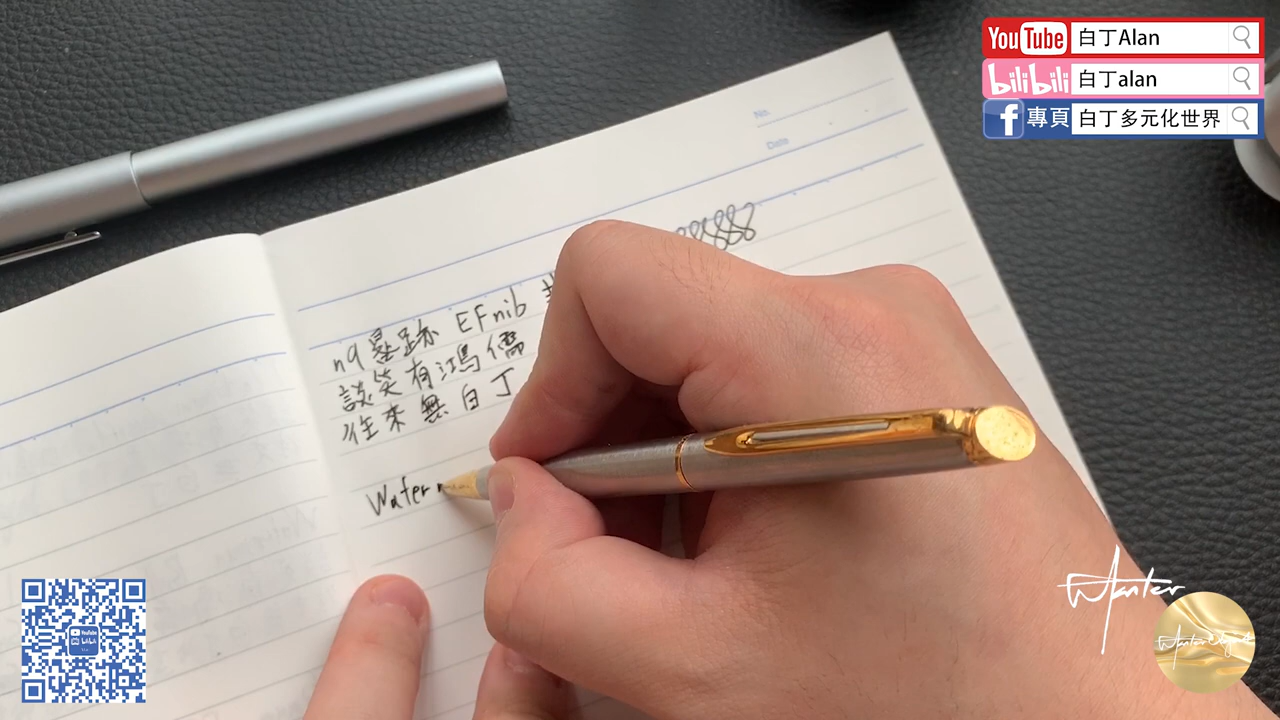 YouTube 白丁Alan
bilibili 白丁alan
f 專頁 白丁多元化世界
No.
Date
88888
n9 墨跡 EFnib
談笑有鴻儒
往來無白丁
Water